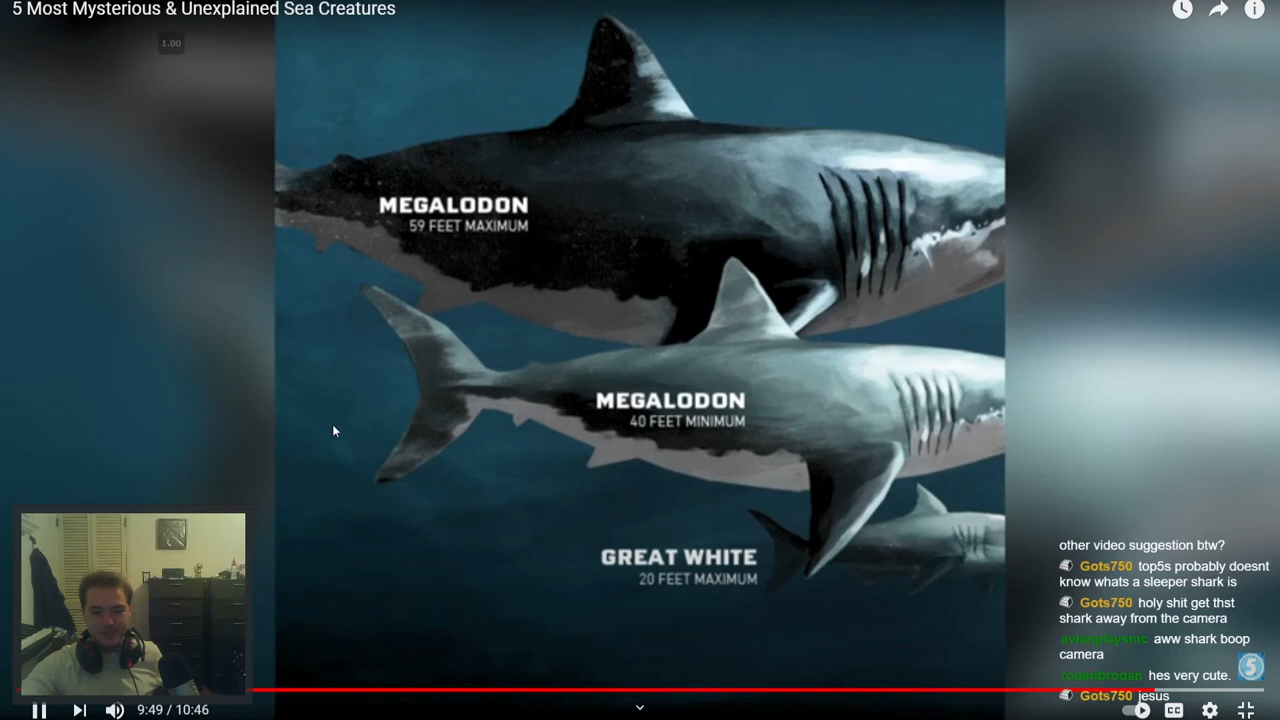 5 Most Mysterious & Unexplained Sea Creatures
1.00
MEGALODON
59 FEET MAXIMUM
MEGALODON
40 FEET MINIMUM
GREAT WHITE
20 FEET MAXIMUM
other video suggestion btw?
Gots750 top5s probably doesnt
know whats a sleeper shark is
Gots750 holy shit get thst
shark away from the camera
aww shark boop
camera
rodanbrodan hes very cute.
5
Gots750 jesus
9:49 / 10:46
CC